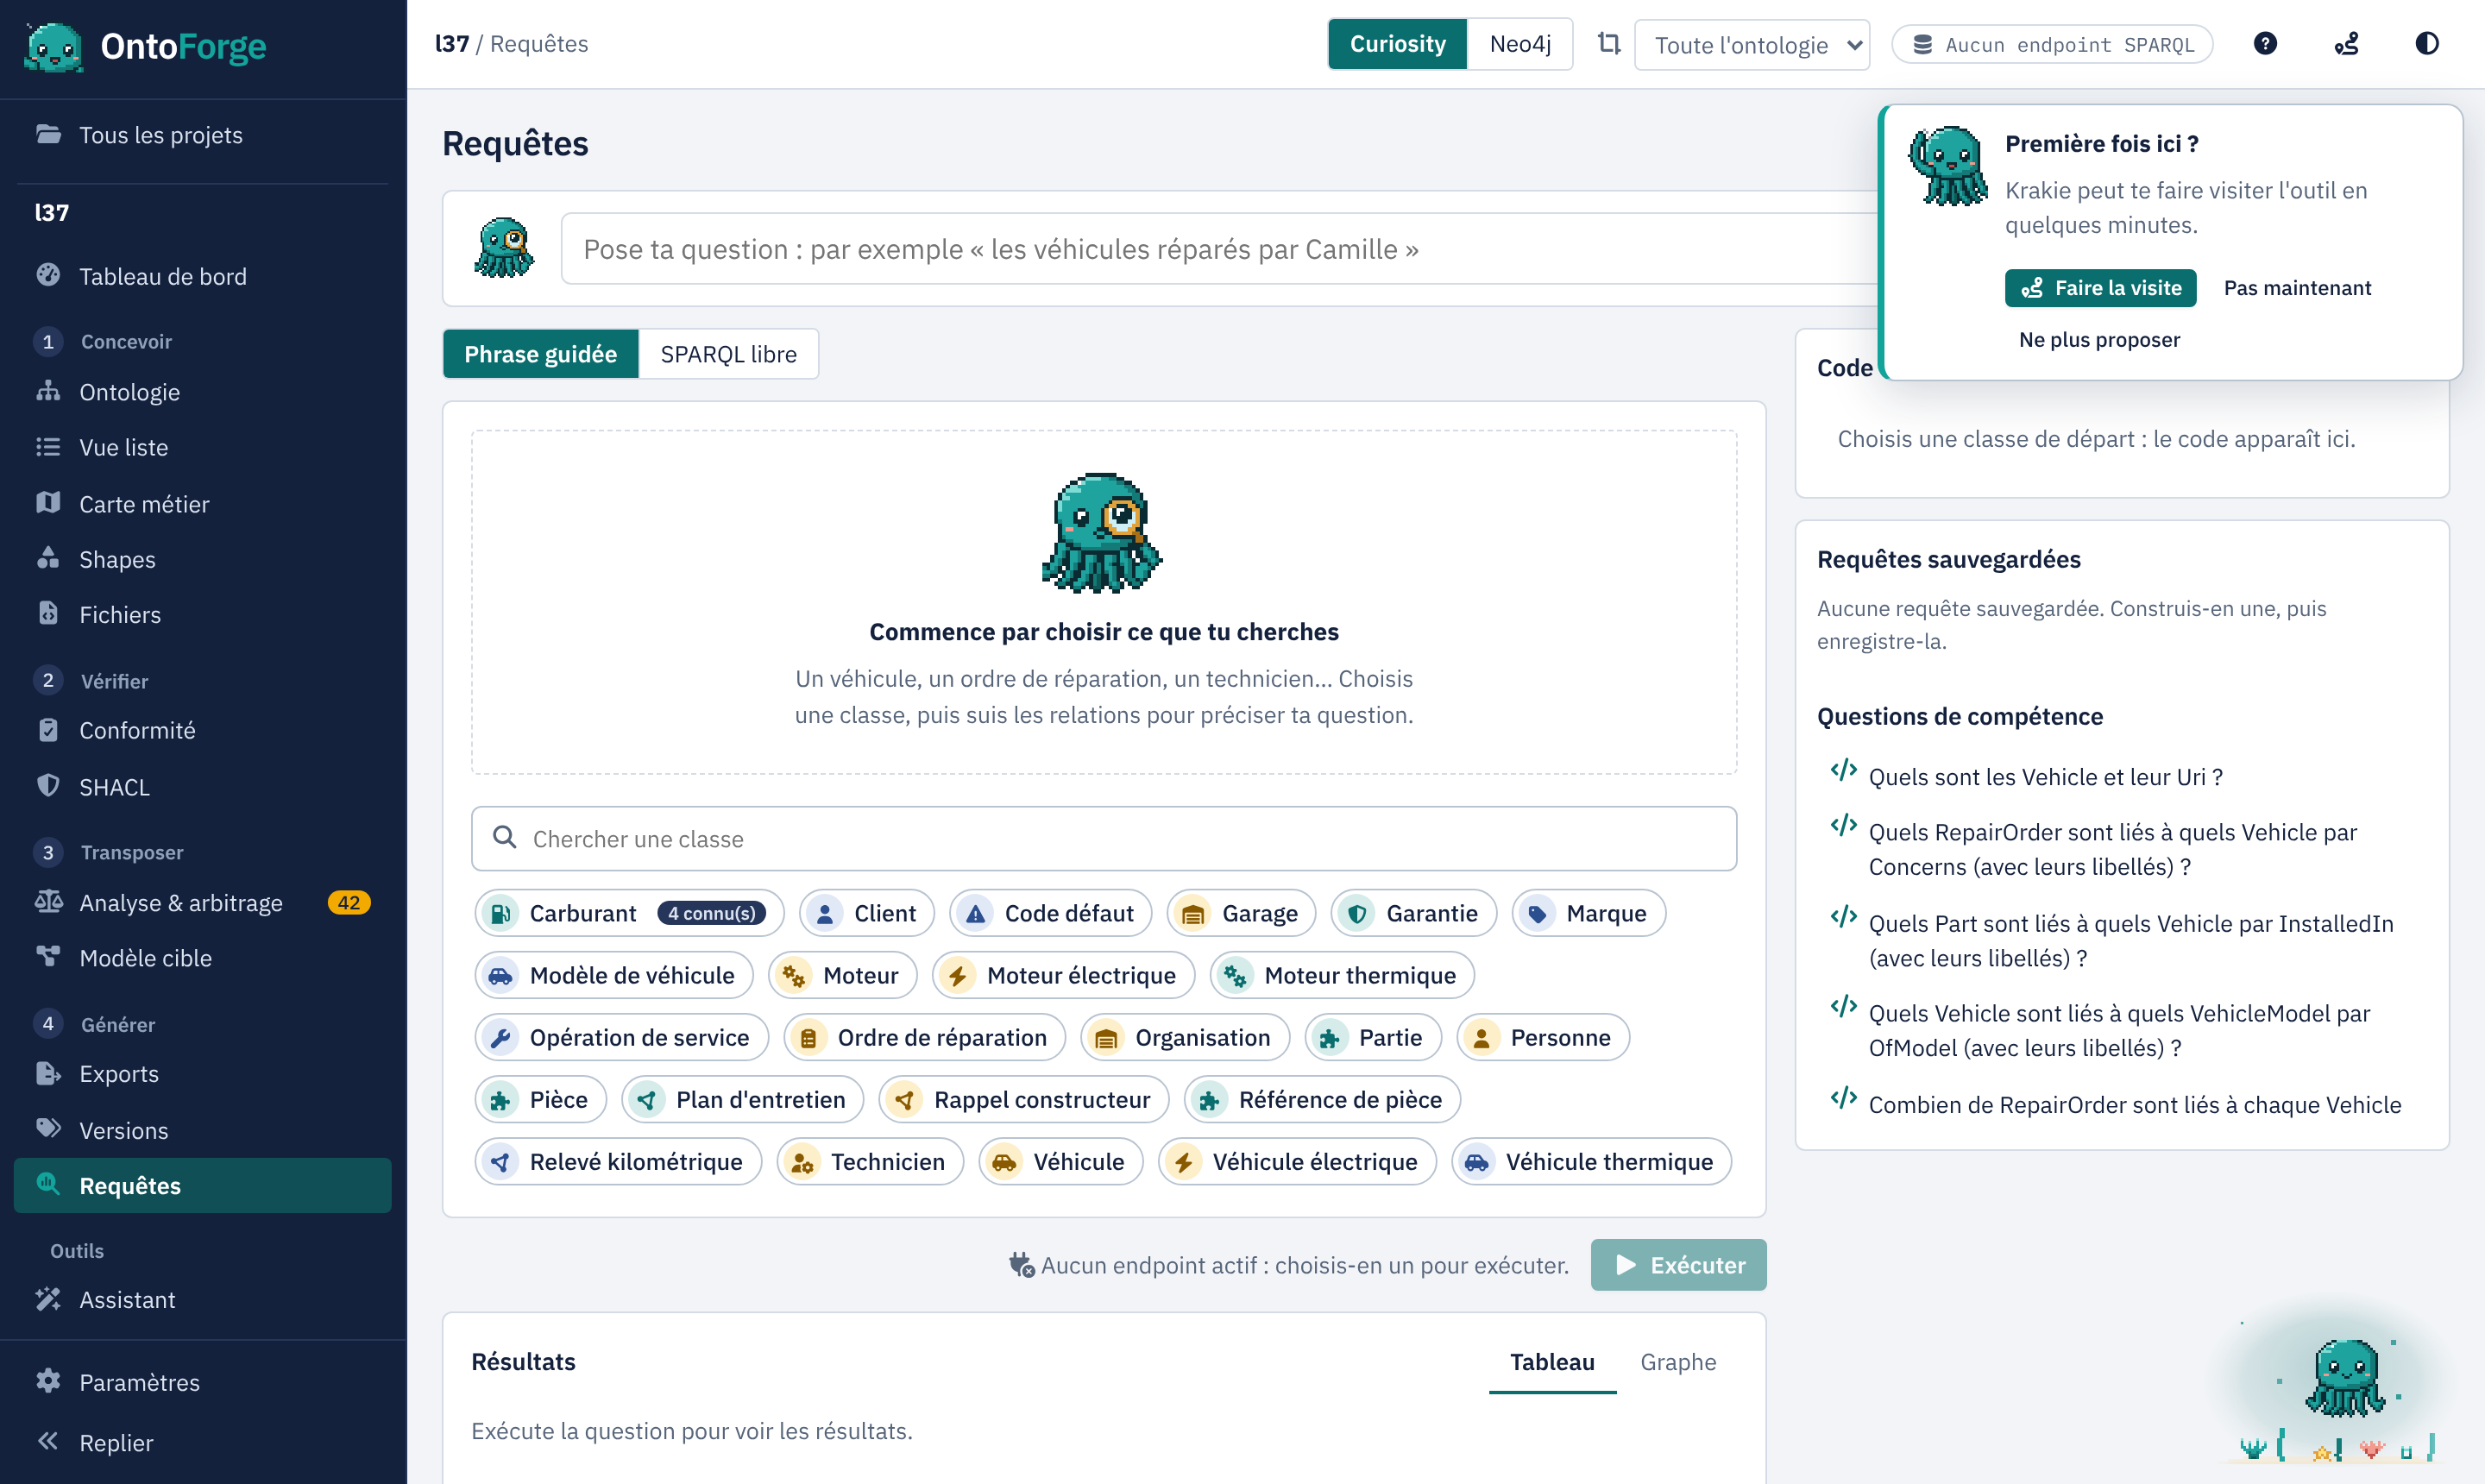 OntoForge
Tous les projets
l37
Tableau de bord
1 Concevoir
Ontologie
Vue liste
Carte métier
Shapes
Fichiers
2 Vérifier
Conformité
SHACL
3 Transposer
Analyse & arbitrage 42
Modèle cible
4 Générer
Exports
Versions
Requêtes
Outils
Assistant
Paramètres
Replier
l37 / Requêtes
Curiosity Neo4j Toute l'ontologie Aucun endpoint SPARQL
Requêtes
Pose ta question : par exemple « les véhicules réparés par Camille »
Première fois ici ?
Krakie peut te faire visiter l'outil en
quelques minutes.
Faire la visite Pas maintenant
Ne plus proposer
Phrase guidée SPARQL libre
Commence par choisir ce que tu cherches
Un véhicule, un ordre de réparation, un technicien... Choisis
une classe, puis suis les relations pour préciser ta question.
Chercher une classe
Carburant 4 connu(s) Client Code défaut Garage Garantie Marque
Modèle de véhicule Moteur Moteur électrique Moteur thermique
Opération de service Ordre de réparation Organisation Partie Personne
Pièce Plan d'entretien Rappel constructeur Référence de pièce
Relevé kilométrique Technicien Véhicule Véhicule électrique Véhicule thermique
Aucun endpoint actif : choisis-en un pour exécuter. Exécuter
Résultats Tableau Graphe
Exécute la question pour voir les résultats.
Code
Choisis une classe de départ : le code apparaît ici.
Requêtes sauvegardées
Aucune requête sauvegardée. Construis-en une, puis
enregistre-la.
Questions de compétence
Quels sont les Vehicle et leur Uri ?
Quels RepairOrder sont liés à quels Vehicle par
Concerns (avec leurs libellés) ?
Quels Part sont liés à quels Vehicle par InstalledIn
(avec leurs libellés) ?
Quels Vehicle sont liés à quels VehicleModel par
OfModel (avec leurs libellés) ?
Combien de RepairOrder sont liés à chaque Vehicle